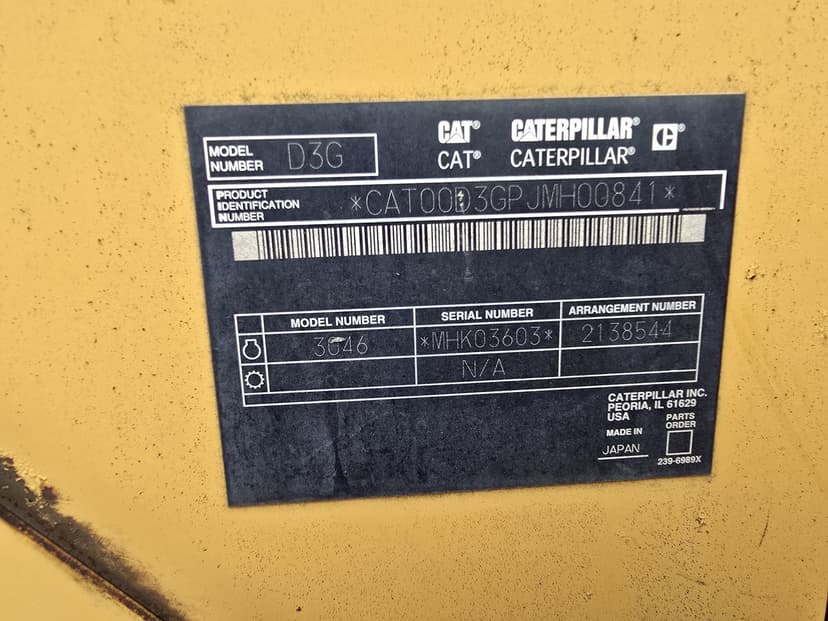 MODEL NUMBER D3G
CAT® CATERPILLAR® C®
CAT® CATERPILLAR®
PRODUCT IDENTIFICATION NUMBER *CAT00D3GPJMH00841*
MODEL NUMBER SERIAL NUMBER ARRANGEMENT NUMBER
3046 *MHK03603* 2138544
N/A
CATERPILLAR INC.
PEORIA, IL 61629
USA
PARTS ORDER
MADE IN
JAPAN
239-6989X